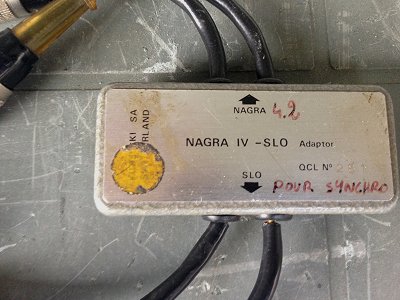 NAGRA 4.2
KI SA
RLAND
NAGRA IV - SLO Adaptor
QCL N°
SLO
POUR SYNCHRO